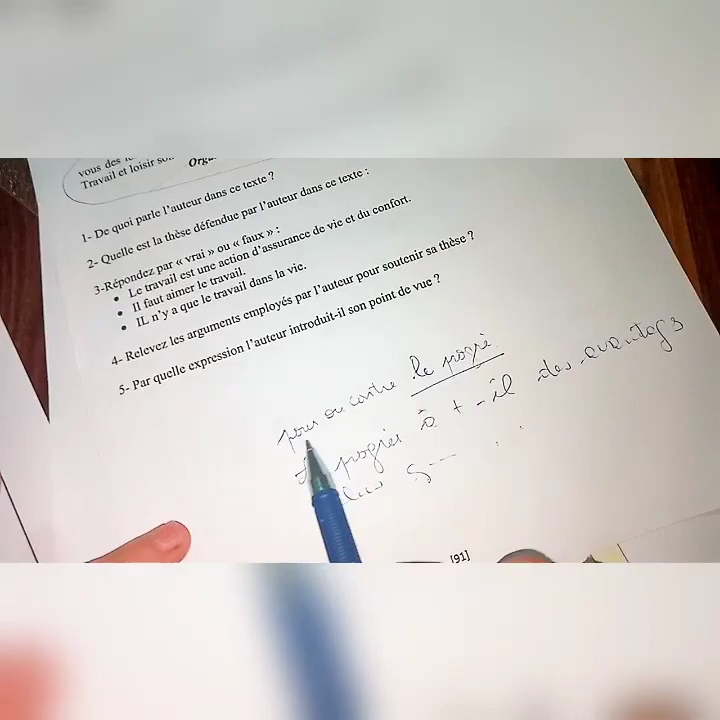 vous des
Travail et loisir
1- De quoi parle l'auteur dans ce texte ?
2- Quelle est la thèse défendue par l'auteur dans ce texte :
3-Répondez par « vrai » ou « faux » :
• Le travail est une action d'assurance de vie et du confort.
• Il faut aimer le travail.
• IL n'y a que le travail dans la vie.
4- Relevez les arguments employés par l'auteur pour soutenir sa thèse ?
5- Par quelle expression l'auteur introduit-il son point de vue ?
pour ou contre le progrè
progrès a t-il des avantags
[91]